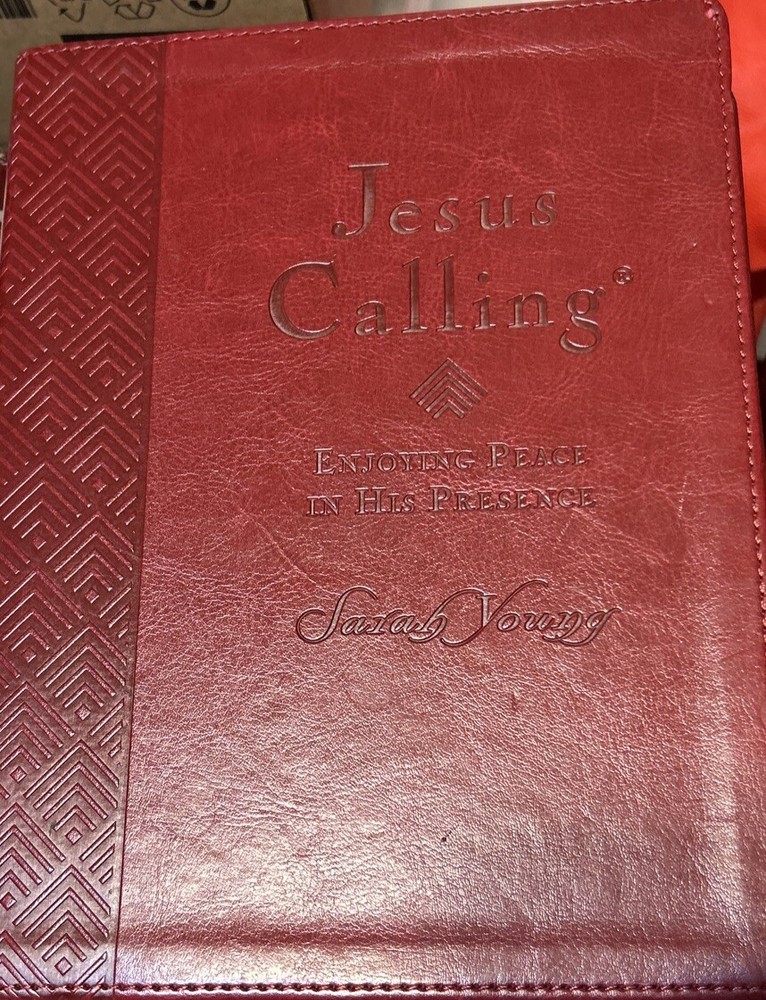 Jesus
Calling®
Enjoying Peace
in His Presence
Sarah Young